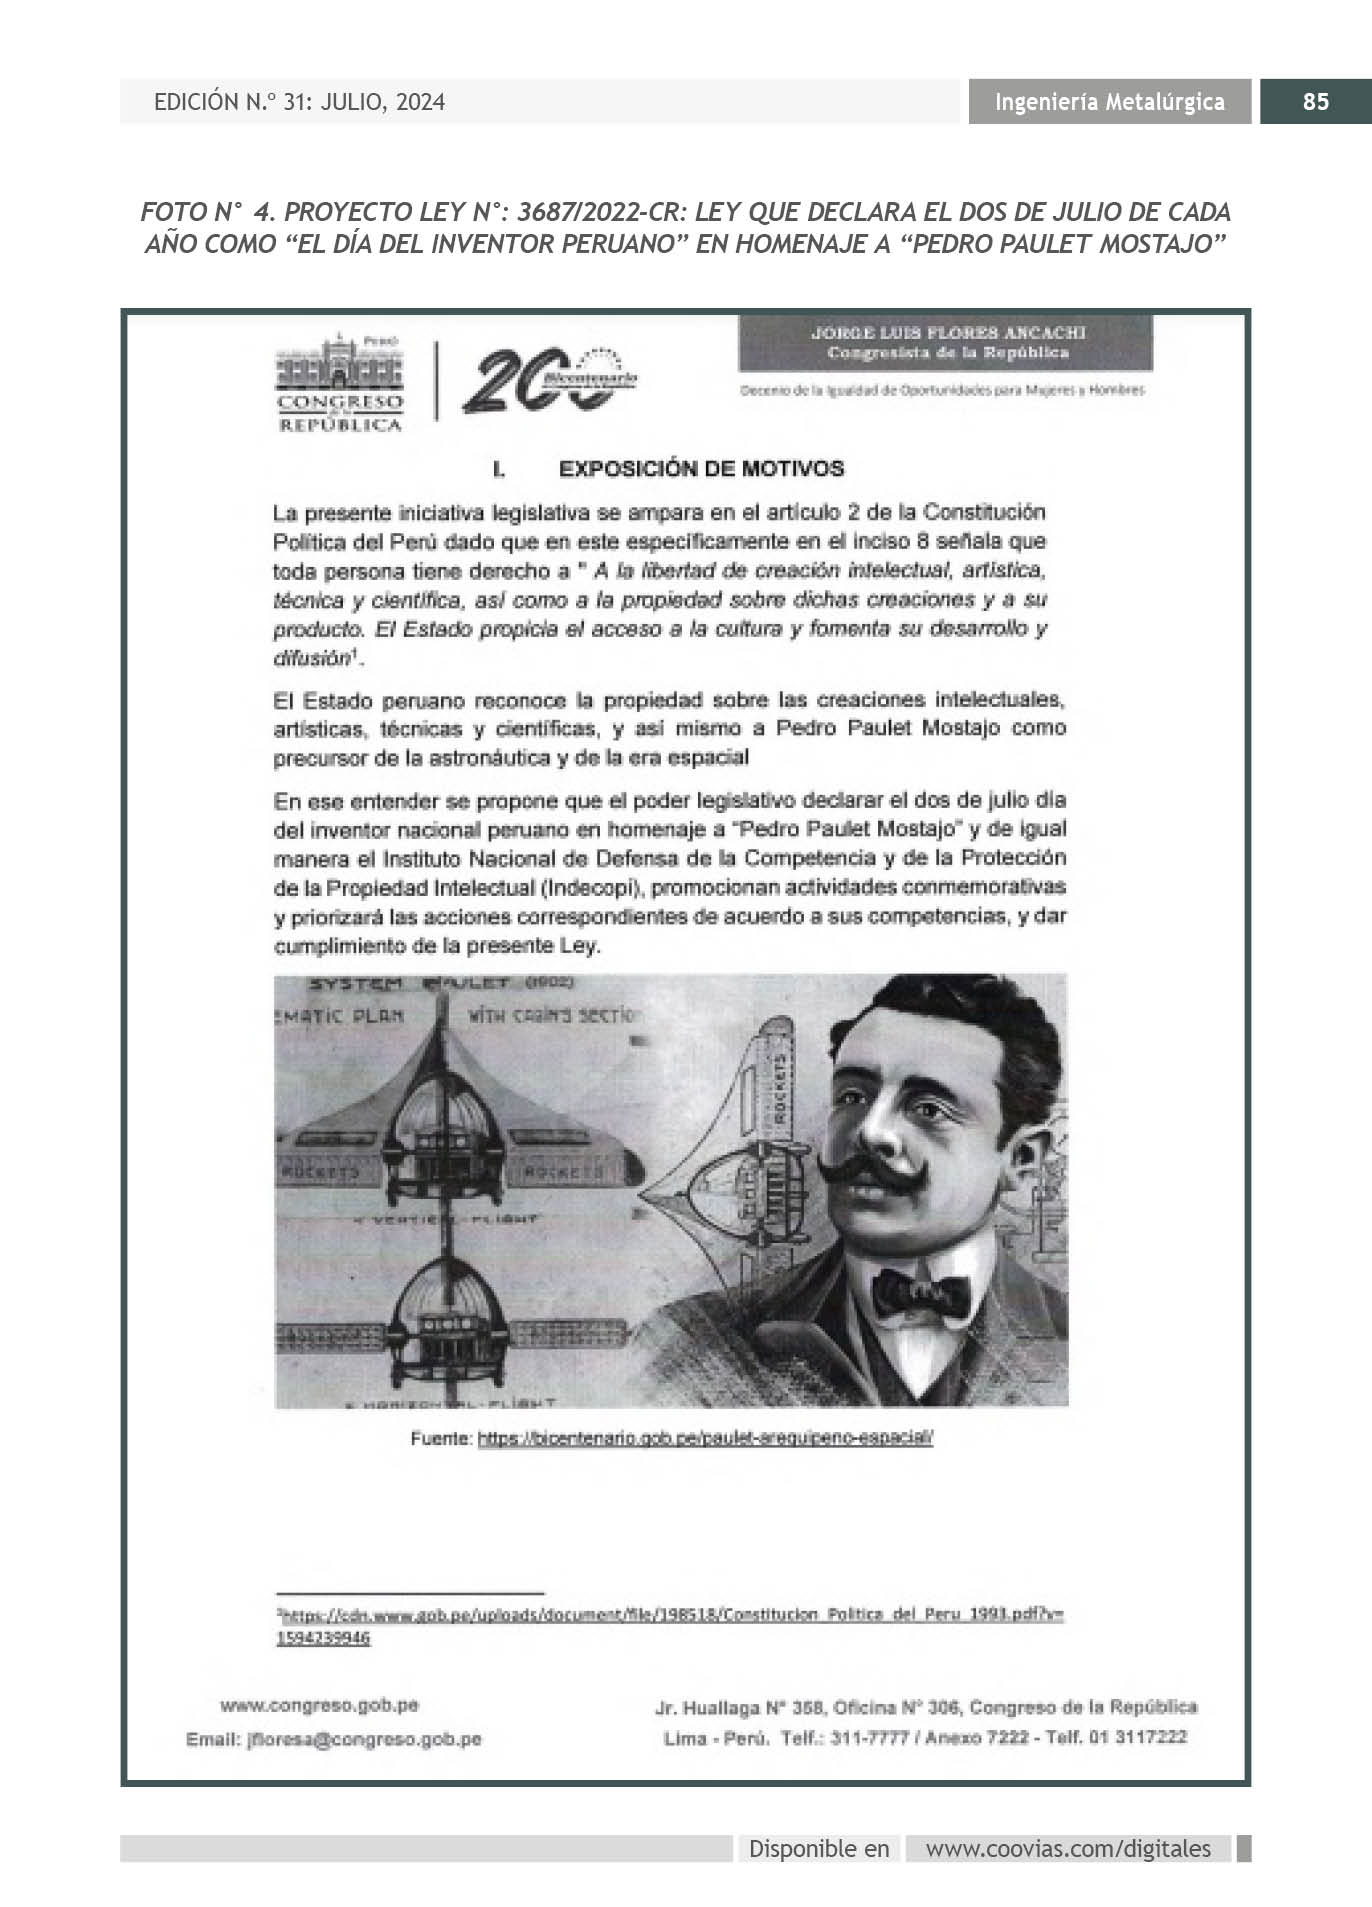 EDICIÓN N.º 31: JULIO, 2024
Ingeniería Metalúrgica
85
FOTO N° 4. PROYECTO LEY N°: 3687/2022-CR: LEY QUE DECLARA EL DOS DE JULIO DE CADA
AÑO COMO “EL DÍA DEL INVENTOR PERUANO” EN HOMENAJE A “PEDRO PAULET MOSTAJO”
PERÚ
CONGRESO
de la
REPÚBLICA
200
Bicentenario
JORGE LUIS FLORES ANCACHI
Congresista de la República
Decenio de la Igualdad de Oportunidades para Mujeres y Hombres
I. EXPOSICIÓN DE MOTIVOS
La presente iniciativa legislativa se ampara en el artículo 2 de la Constitución
Política del Perú dado que en este específicamente en el inciso 8 señala que
toda persona tiene derecho a " A la libertad de creación intelectual, artística,
técnica y científica, así como a la propiedad sobre dichas creaciones y a su
producto. El Estado propicia el acceso a la cultura y fomenta su desarrollo y
difusión¹.
El Estado peruano reconoce la propiedad sobre las creaciones intelectuales,
artísticas, técnicas y científicas, y así mismo a Pedro Paulet Mostajo como
precursor de la astronáutica y de la era espacial
En ese entender se propone que el poder legislativo declarar el dos de julio día
del inventor nacional peruano en homenaje a “Pedro Paulet Mostajo” y de igual
manera el Instituto Nacional de Defensa de la Competencia y de la Protección
de la Propiedad Intelectual (Indecopi), promocionan actividades conmemorativas
y priorizará las acciones correspondientes de acuerdo a sus competencias, y dar
cumplimiento de la presente Ley.
SYSTEM PAULET (1902)
EMATIC PLAN WITH CABIN'S SECTION
ROCKETS
ROCKETS ROCKETS
VERTICAL-FLIGHT
HORIZONTAL-FLIGHT
Fuente: https://bicentenario.gob.pe/paulet-arequipeno-espacial/
¹https://cdn.www.gob.pe/uploads/document/file/198518/Constitucion_Politica_del_Peru_1993.pdf?v=
1594239946
www.congreso.gob.pe
Email: jfloresa@congreso.gob.pe
Jr. Huallaga N° 358, Oficina N° 306, Congreso de la República
Lima - Perú. Telf.: 311-7777 / Anexo 7222 - Telf. 01 3117222
Disponible en www.coovias.com/digitales